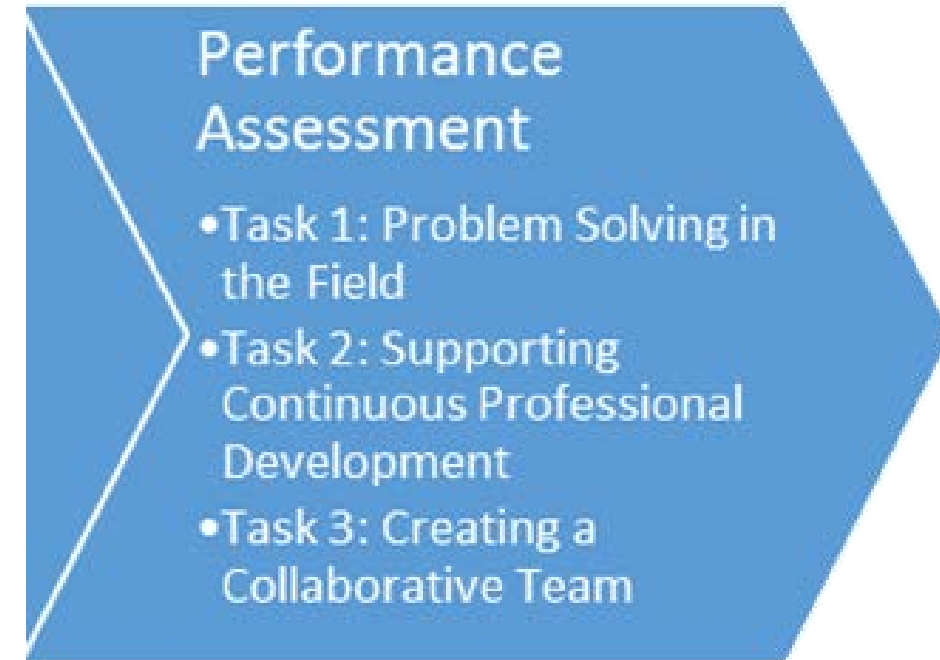 Performance
Assessment
•Task 1: Problem Solving in
the Field
•Task 2: Supporting
Continuous Professional
Development
•Task 3: Creating a
Collaborative Team